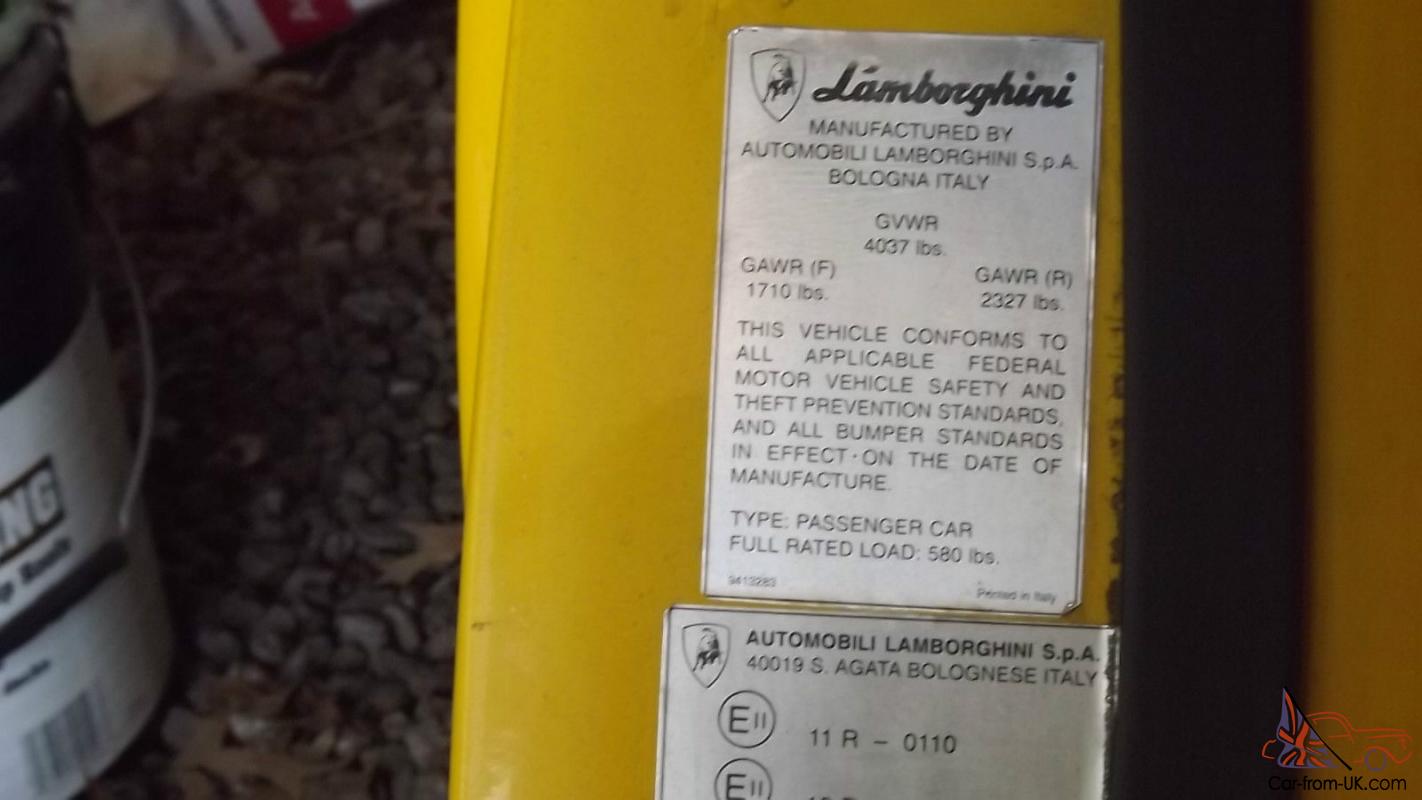 Lamborghini
MANUFACTURED BY
AUTOMOBILI LAMBORGHINI S.p.A.
BOLOGNA ITALY
GVWR
4037 lbs.
GAWR (F) GAWR (R)
1710 lbs. 2327 lbs.
THIS VEHICLE CONFORMS TO
ALL APPLICABLE FEDERAL
MOTOR VEHICLE SAFETY AND
THEFT PREVENTION STANDARDS,
AND ALL BUMPER STANDARDS
IN EFFECT·ON THE DATE OF
MANUFACTURE.
TYPE: PASSENGER CAR
FULL RATED LOAD: 580 lbs.
9413283
Printed in Italy
AUTOMOBILI LAMBORGHINI S.p.A.
40019 S. AGATA BOLOGNESE ITALY
E11 11 R – 0110
E11
NG
Car-from-UK.com